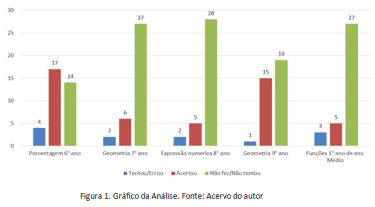 30
25
20
15
10
5
0
4 17 14
2 6 27
2 5 28
1 15 19
3 5 27
Porcentagem 6º ano
Geometria 7º ano
Expressão numerica 8º ano
Geometria 9º ano
Funções 1º ano de ens.
Medio
Tentou/Errou Acertou Não fez/Não tentou
Figura 1. Gráfico da Análise. Fonte: Acervo do autor